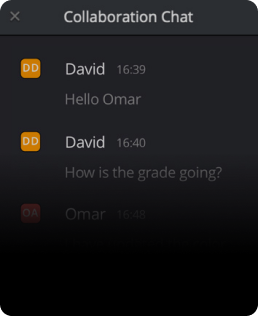 × Collaboration Chat
DD David 16:39
Hello Omar
DD David 16:40
How is the grade going?
OA Omar 16:48